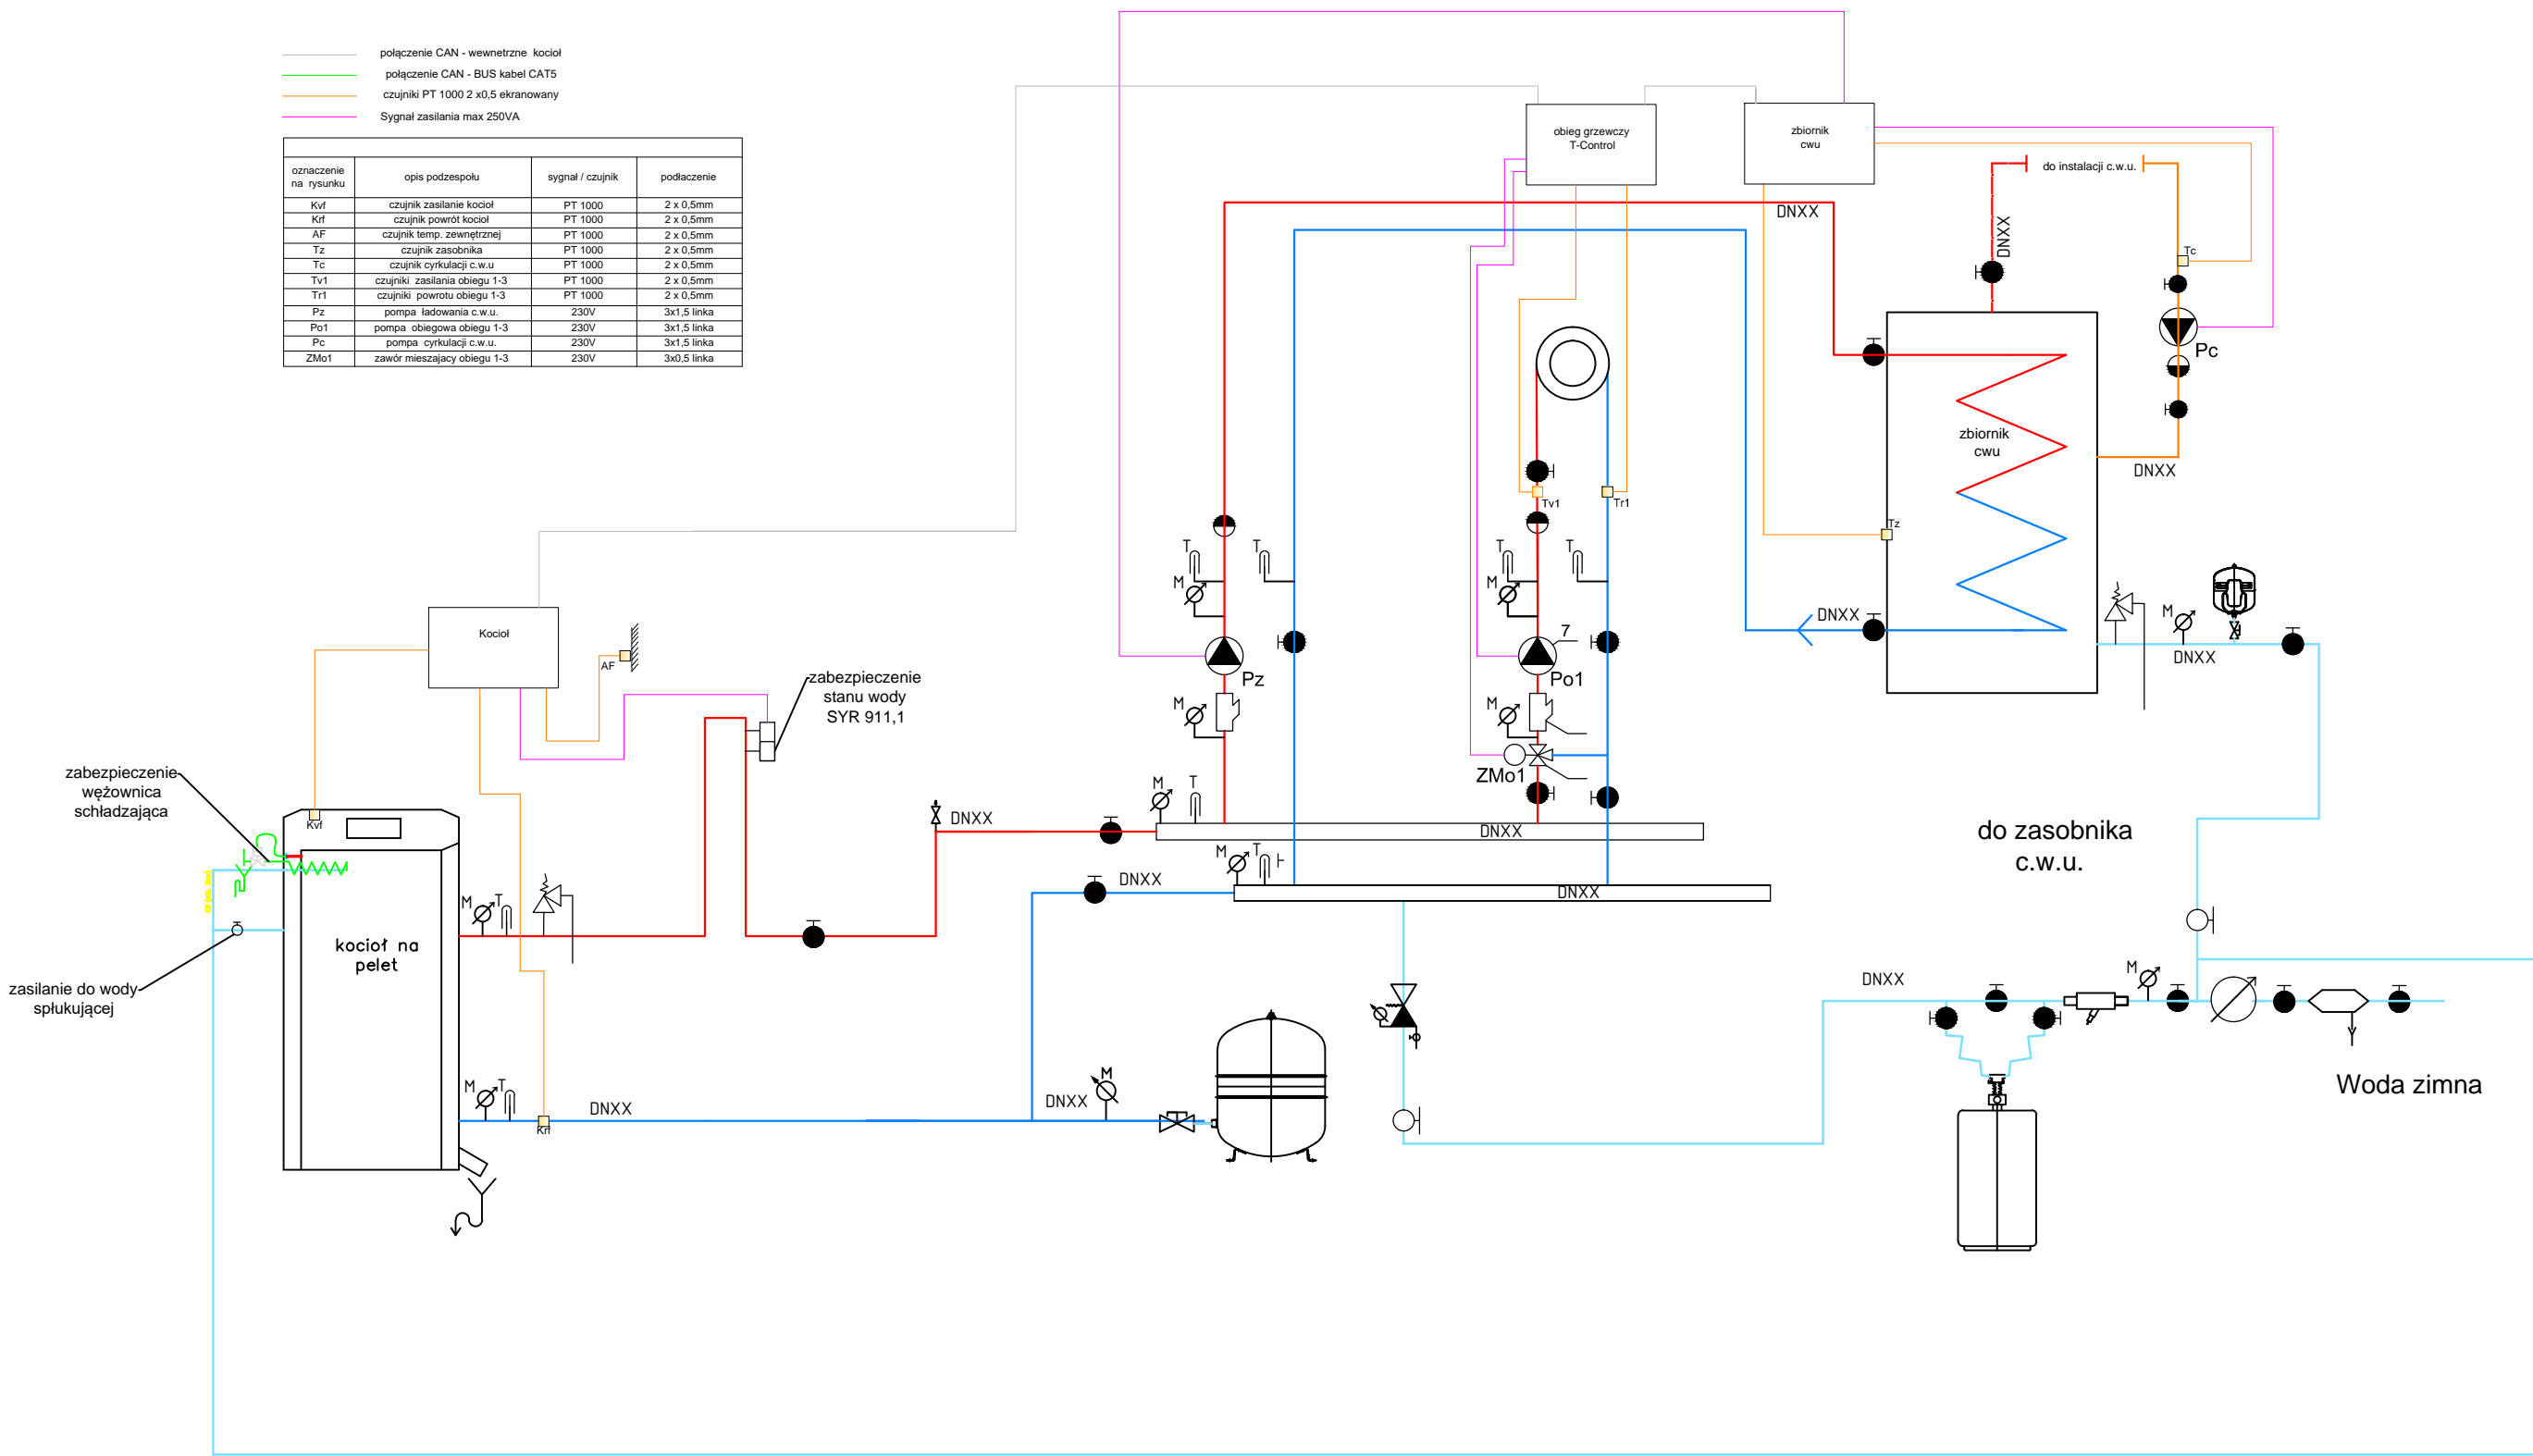 połączenie CAN - wewnetrzne  kocioł
połączenie CAN - BUS kabel CAT5
czujniki PT 1000 2 x0,5 ekranowany
Sygnał zasilania max 250VA
oznaczenie
na  rysunku
opis podzespołu
sygnał / czujnik
podłaczenie
Kvf czujnik zasilanie kocioł PT 1000 2 x 0,5mm
Krf czujnik powrót kocioł PT 1000 2 x 0,5mm
AF czujnik temp. zewnętrznej PT 1000 2 x 0,5mm
Tz czujnik zasobnika PT 1000 2 x 0,5mm
Tc czujnik cyrkulacji c.w.u PT 1000 2 x 0,5mm
Tv1 czujniki  zasilania obiegu 1-3 PT 1000 2 x 0,5mm
Tr1 czujniki  powrotu obiegu 1-3 PT 1000 2 x 0,5mm
Pz pompa  ładowania c.w.u. 230V 3x1,5 linka
Po1 pompa  obiegowa obiegu 1-3 230V 3x1,5 linka
Pc pompa  cyrkulacji c.w.u. 230V 3x1,5 linka
ZMo1 zawór mieszajacy obiegu 1-3 230V 3x0,5 linka
obieg grzewczy
T-Control
zbiornik
cwu
do instalacji c.w.u.
DNXX
DNXX
Tc
Pc
zbiornik
cwu
DNXX
Tv1
Tr1
Tz
T
T
T
T
M
M
DNXX
M
DNXX
7
Pz
Po1
M
M
ZMo1
Kocioł
AF
zabezpieczenie
stanu wody
SYR 911,1
zabezpieczenie
wężownica
schładzająca
Kvf
M
T
DNXX
DNXX
M
T
DNXX
DNXX
do zasobnika
c.w.u.
M
T
kocioł na
pelet
zasilanie do wody
spłukującej
DNXX
M
M
T
DNXX
Krf
DNXX
M
Woda zimna